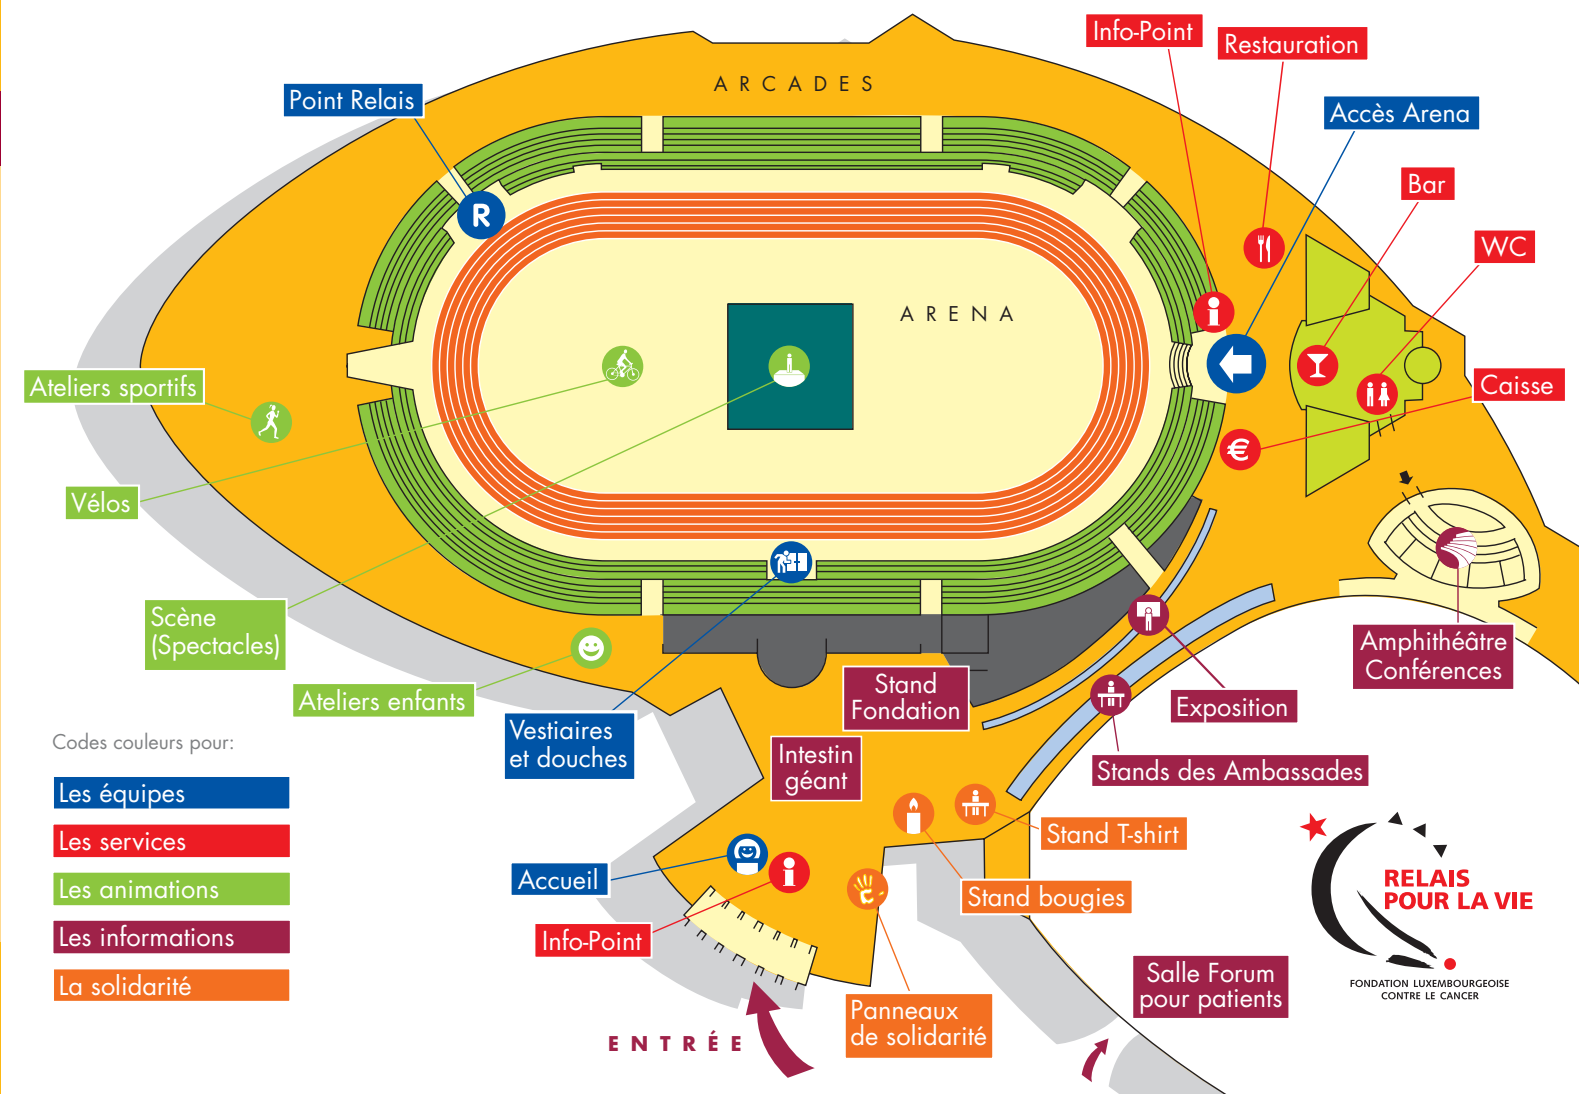 Info-Point
Restauration
ARCADES
Point Relais
Accès Arena
Bar
R
WC
ARENA
Ateliers sportifs
Caisse
€
Vélos
Scène
(Spectacles)
Amphithéâtre
Conférences
Ateliers enfants
Stand
Fondation
Exposition
Vestiaires
et douches
Intestin
géant
Stands des Ambassades
Codes couleurs pour:
Les équipes
Les services
Les animations
Les informations
La solidarité
Stand T-shirt
Accueil
Stand bougies
Info-Point
RELAIS
POUR LA VIE
FONDATION LUXEMBOURGEOISE
CONTRE LE CANCER
Salle Forum
pour patients
Panneaux
de solidarité
ENTRÉE